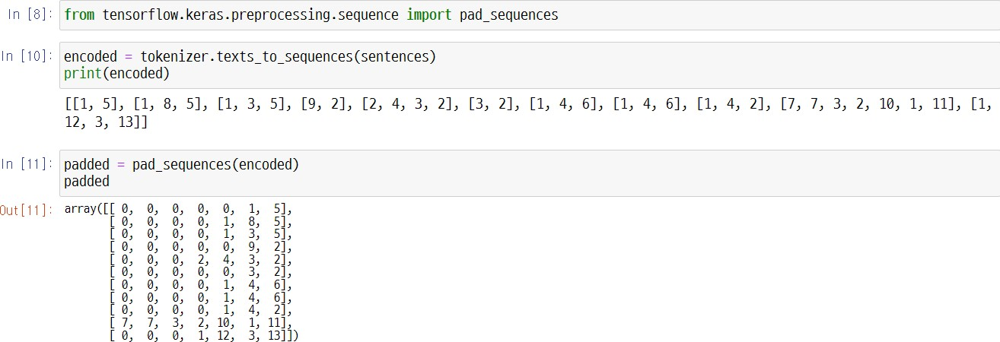 In [8]: from tensorflow.keras.preprocessing.sequence import pad_sequences
In [10]: encoded = tokenizer.texts_to_sequences(sentences)
print(encoded)
[[1, 5], [1, 8, 5], [1, 3, 5], [9, 2], [2, 4, 3, 2], [3, 2], [1, 4, 6], [1, 4, 6], [1, 4, 2], [7, 7, 3, 2, 10, 1, 11], [1,
12, 3, 13]]
In [11]: padded = pad_sequences(encoded)
padded
Out[11]: array([[ 0, 0, 0, 0, 0, 1, 5],
[ 0, 0, 0, 0, 1, 8, 5],
[ 0, 0, 0, 0, 1, 3, 5],
[ 0, 0, 0, 0, 0, 9, 2],
[ 0, 0, 0, 2, 4, 3, 2],
[ 0, 0, 0, 0, 0, 3, 2],
[ 0, 0, 0, 0, 1, 4, 6],
[ 0, 0, 0, 0, 1, 4, 6],
[ 0, 0, 0, 0, 1, 4, 2],
[ 7, 7, 3, 2, 10, 1, 11],
[ 0, 0, 0, 1, 12, 3, 13]])